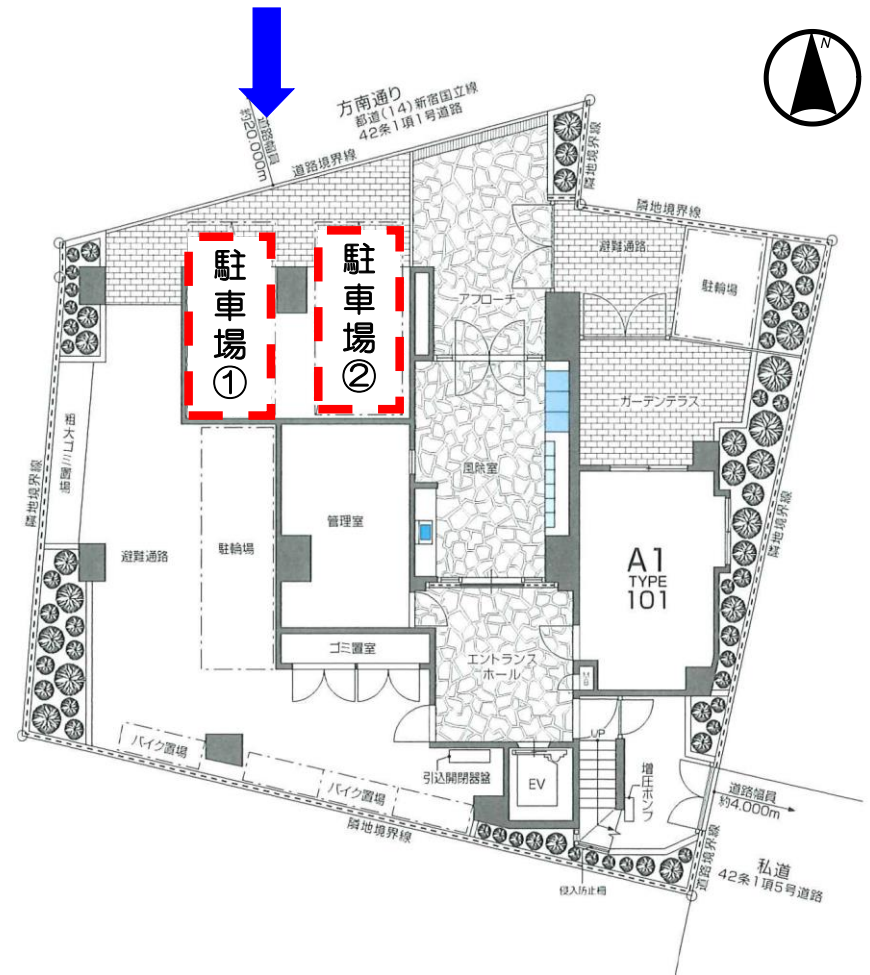 N
方南通り
都道(14)新宿国立線
42条1項1号道路
道路幅員
約20.000m
道路境界線
隣地境界線
隣地境界線
避難通路
駐輪場
駐車場①
駐車場②
アプローチ
ガーデンテラス
粗大ゴミ置場
隣地境界線
風除室
管理室
避難通路
駐輪場
A1
TYPE
101
隣地境界線
ゴミ置室
エントランス
ホール
M.B
UP
バイク置場
引込開閉器盤
EV
増圧ポンプ
バイク置場
道路幅員
約4.000m
隣地境界線
道路境界線
私道
42条1項5号道路
侵入防止柵